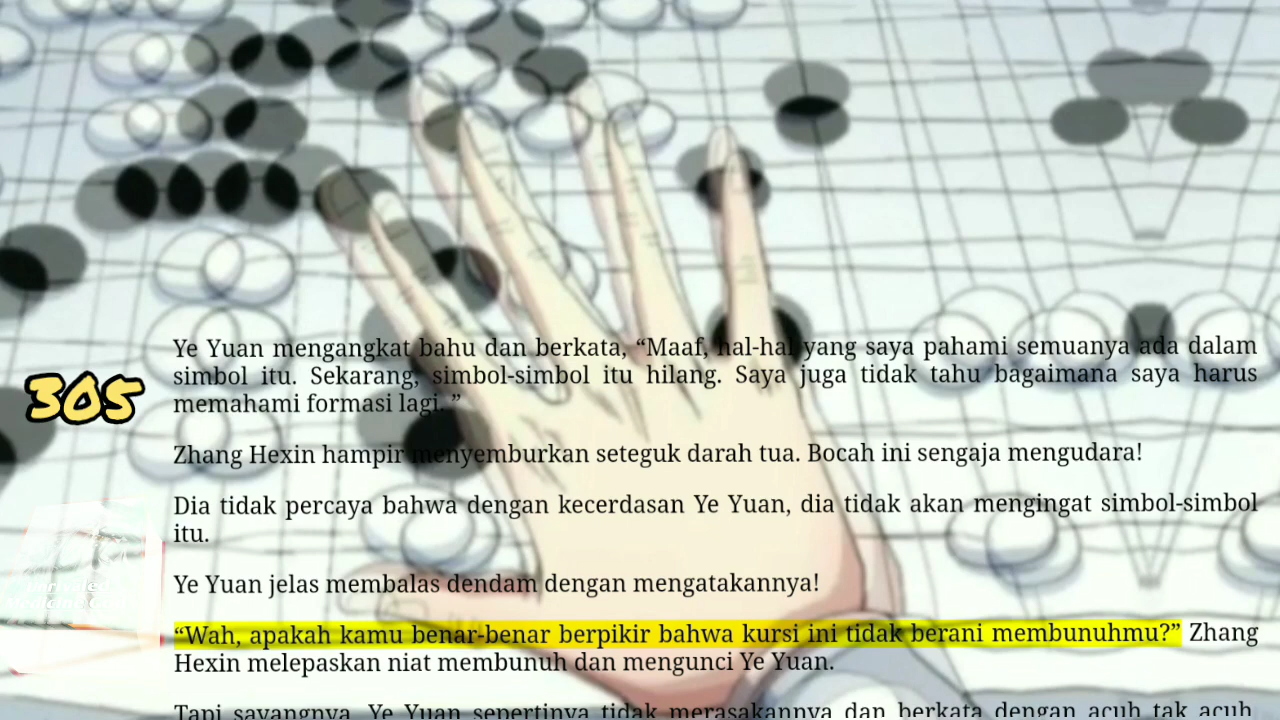 Ye Yuan mengangkat bahu dan berkata, “Maaf, hal-hal yang saya pahami semuanya ada dalam
simbol itu. Sekarang, simbol-simbol itu hilang. Saya juga tidak tahu bagaimana saya harus
memahami formasi lagi. ”
305
Zhang Hexin hampir menyemburkan seteguk darah tua. Bocah ini sengaja mengudara!
Dia tidak percaya bahwa dengan kecerdasan Ye Yuan, dia tidak akan mengingat simbol-simbol
itu.
Ye Yuan jelas membalas dendam dengan mengatakannya!
“Wah, apakah kamu benar-benar berpikir bahwa kursi ini tidak berani membunuhmu?” Zhang
Hexin melepaskan niat membunuh dan mengunci Ye Yuan.
Tapi sayangnya, Ye Yuan sepertinya tidak merasakannya dan berkata dengan acuh tak acuh,